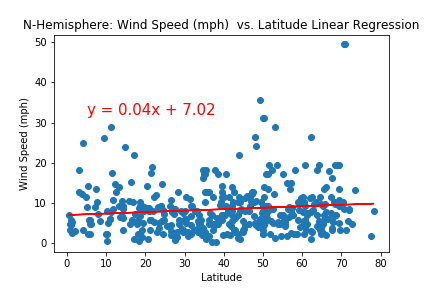 N-Hemisphere: Wind Speed (mph)  vs. Latitude Linear Regression
50
40
30
20
10
0
Wind Speed (mph)
y = 0.04x + 7.02
0 10 20 30 40 50 60 70 80
Latitude